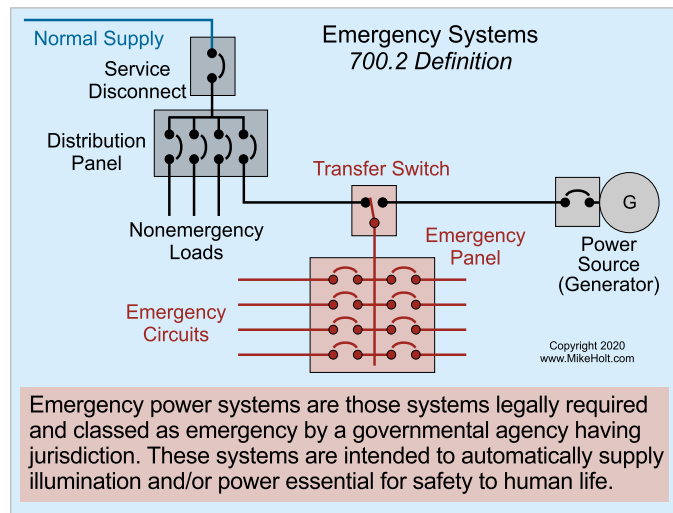 Emergency Systems
700.2 Definition
Normal Supply
Service
Disconnect
Distribution
Panel
Transfer Switch
Nonemergency
Loads
G
Power
Source
(Generator)
Emergency
Panel
Emergency
Circuits
Copyright 2020
www.MikeHolt.com
Emergency power systems are those systems legally required
and classed as emergency by a governmental agency having
jurisdiction. These systems are intended to automatically supply
illumination and/or power essential for safety to human life.